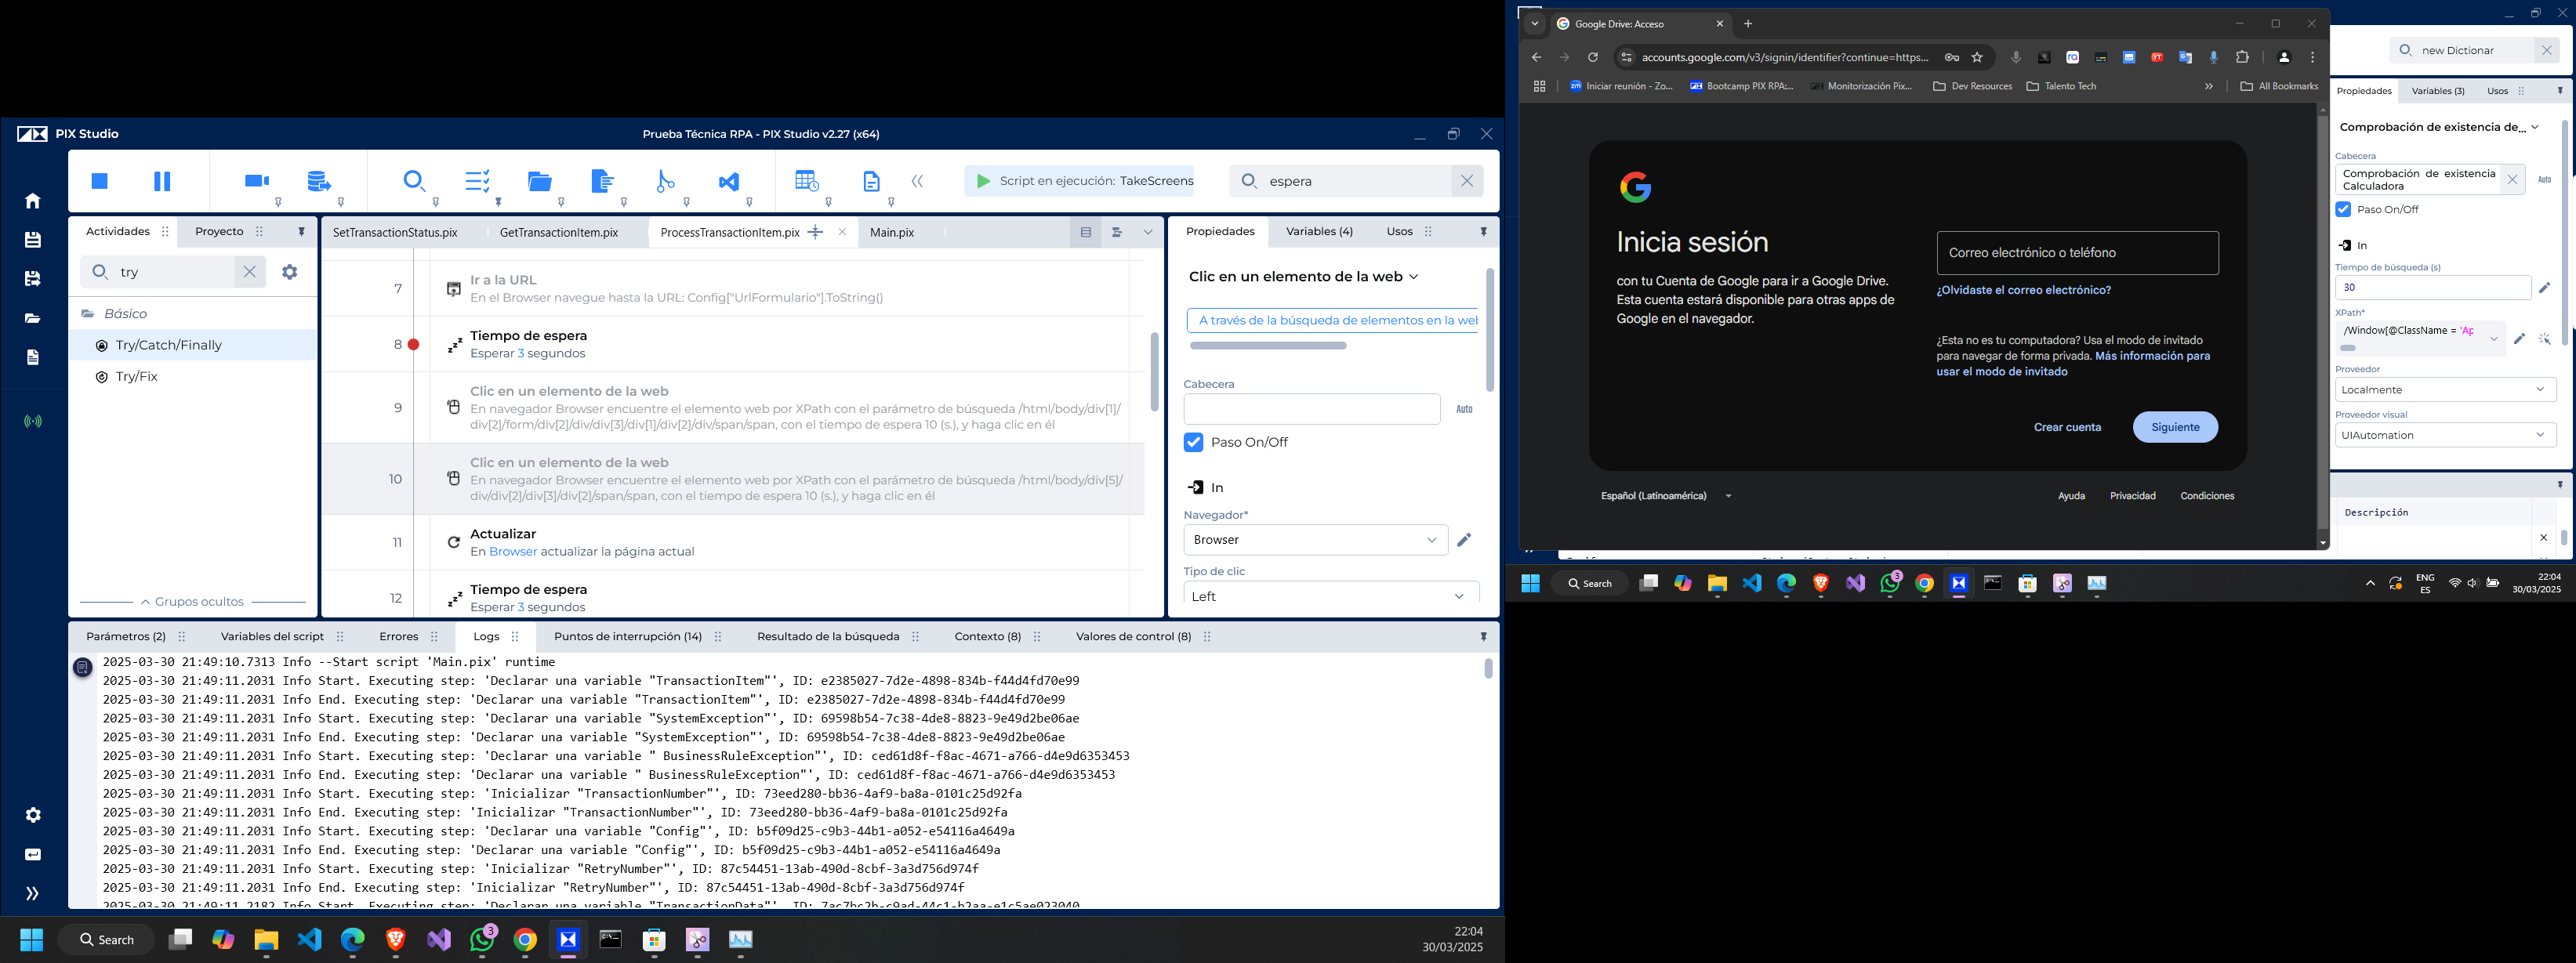 PIX Studio
Prueba Técnica RPA - PIX Studio v2.27 (x64)
Script en ejecución: TakeScreens
espera
Actividades
Proyecto
try
Básico
Try/Catch/Finally
Try/Fix
Grupos ocultos
SetTransactionStatus.pix
GetTransactionItem.pix
ProcessTransactionItem.pix
Main.pix
7
Ir a la URL
En el Browser navegue hasta la URL: Config["UrlFormulario"].ToString()
8
Tiempo de espera
Esperar 3 segundos
9
Clic en un elemento de la web
En navegador Browser encuentre el elemento web por XPath con el parámetro de búsqueda /html/body/div[1]/
div[2]/form/div[2]/div/div[3]/div[1]/div[2]/div/span/span, con el tiempo de espera 10 (s.), y haga clic en él
10
Clic en un elemento de la web
En navegador Browser encuentre el elemento web por XPath con el parámetro de búsqueda /html/body/div[5]/
div/div[2]/div[3]/div[2]/span/span, con el tiempo de espera 10 (s.), y haga clic en él
11
Actualizar
En Browser actualizar la página actual
12
Tiempo de espera
Esperar 3 segundos
Propiedades
Variables (4)
Usos
Clic en un elemento de la web
A través de la búsqueda de elementos en la web
Cabecera
Auto
Paso On/Off
In
Navegador*
Browser
Tipo de clic
Left
Parámetros (2)
Variables del script
Errores
Logs
Puntos de interrupción (14)
Resultado de la búsqueda
Contexto (8)
Valores de control (8)
2025-03-30 21:49:10.7313 Info --Start script 'Main.pix' runtime
2025-03-30 21:49:11.2031 Info Start. Executing step: 'Declarar una variable "TransactionItem"', ID: e2385027-7d2e-4898-834b-f44d4fd70e99
2025-03-30 21:49:11.2031 Info End. Executing step: 'Declarar una variable "TransactionItem"', ID: e2385027-7d2e-4898-834b-f44d4fd70e99
2025-03-30 21:49:11.2031 Info Start. Executing step: 'Declarar una variable "SystemException"', ID: 69598b54-7c38-4de8-8823-9e49d2be06ae
2025-03-30 21:49:11.2031 Info End. Executing step: 'Declarar una variable "SystemException"', ID: 69598b54-7c38-4de8-8823-9e49d2be06ae
2025-03-30 21:49:11.2031 Info Start. Executing step: 'Declarar una variable " BusinessRuleException"', ID: ced61d8f-f8ac-4671-a766-d4e9d6353453
2025-03-30 21:49:11.2031 Info End. Executing step: 'Declarar una variable " BusinessRuleException"', ID: ced61d8f-f8ac-4671-a766-d4e9d6353453
2025-03-30 21:49:11.2031 Info Start. Executing step: 'Inicializar "TransactionNumber"', ID: 73eed280-bb36-4af9-ba8a-0101c25d92fa
2025-03-30 21:49:11.2031 Info End. Executing step: 'Inicializar "TransactionNumber"', ID: 73eed280-bb36-4af9-ba8a-0101c25d92fa
2025-03-30 21:49:11.2031 Info Start. Executing step: 'Declarar una variable "Config"', ID: b5f09d25-c9b3-44b1-a052-e54116a4649a
2025-03-30 21:49:11.2031 Info End. Executing step: 'Declarar una variable "Config"', ID: b5f09d25-c9b3-44b1-a052-e54116a4649a
2025-03-30 21:49:11.2031 Info Start. Executing step: 'Inicializar "RetryNumber"', ID: 87c54451-13ab-490d-8cbf-3a3d756d974f
2025-03-30 21:49:11.2031 Info End. Executing step: 'Inicializar "RetryNumber"', ID: 87c54451-13ab-490d-8cbf-3a3d756d974f
2025-03-30 21:49:11.2182 Info Start. Executing step: 'Declarar una variable "TransactionData"', ID: 7ac7bc2b-c9ad-44c1-b2aa-e1c5ae023040
Search
3
22:04
30/03/2025
Google Drive: Acceso
accounts.google.com/v3/signin/identifier?continue=https...
Iniciar reunión - Zo...
Bootcamp PIX RPA:...
Monitorización Pix...
Dev Resources
Talento Tech
All Bookmarks
Inicia sesión
con tu Cuenta de Google para ir a Google Drive.
Esta cuenta estará disponible para otras apps de
Google en el navegador.
Correo electrónico o teléfono
¿Olvidaste el correo electrónico?
¿Esta no es tu computadora? Usa el modo de invitado
para navegar de forma privada. Más información para
usar el modo de invitado
Crear cuenta
Siguiente
Español (Latinoamérica)
Ayuda
Privacidad
Condiciones
new Dictionar
Propiedades
Variables (3)
Usos
Comprobación de existencia de...
Cabecera
Comprobación de existencia
Calculadora
Auto
Paso On/Off
In
Tiempo de búsqueda (s)
30
XPath*
/Window[@ClassName = 'Ap
Proveedor
Localmente
Proveedor visual
UIAutomation
Descripción
Search
3
ENG
ES
22:04
30/03/2025